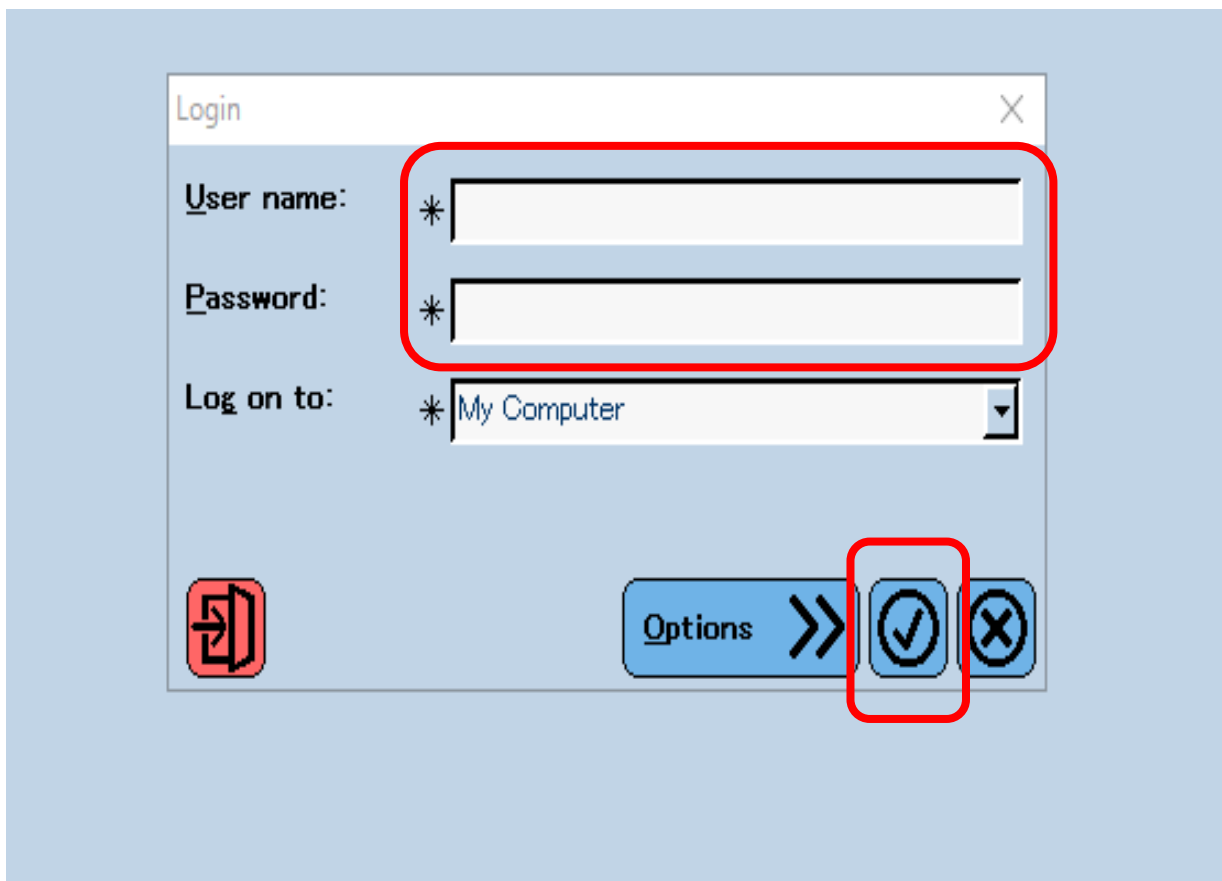 Login
User name:
*
Password:
*
Log on to:
* My Computer
Options